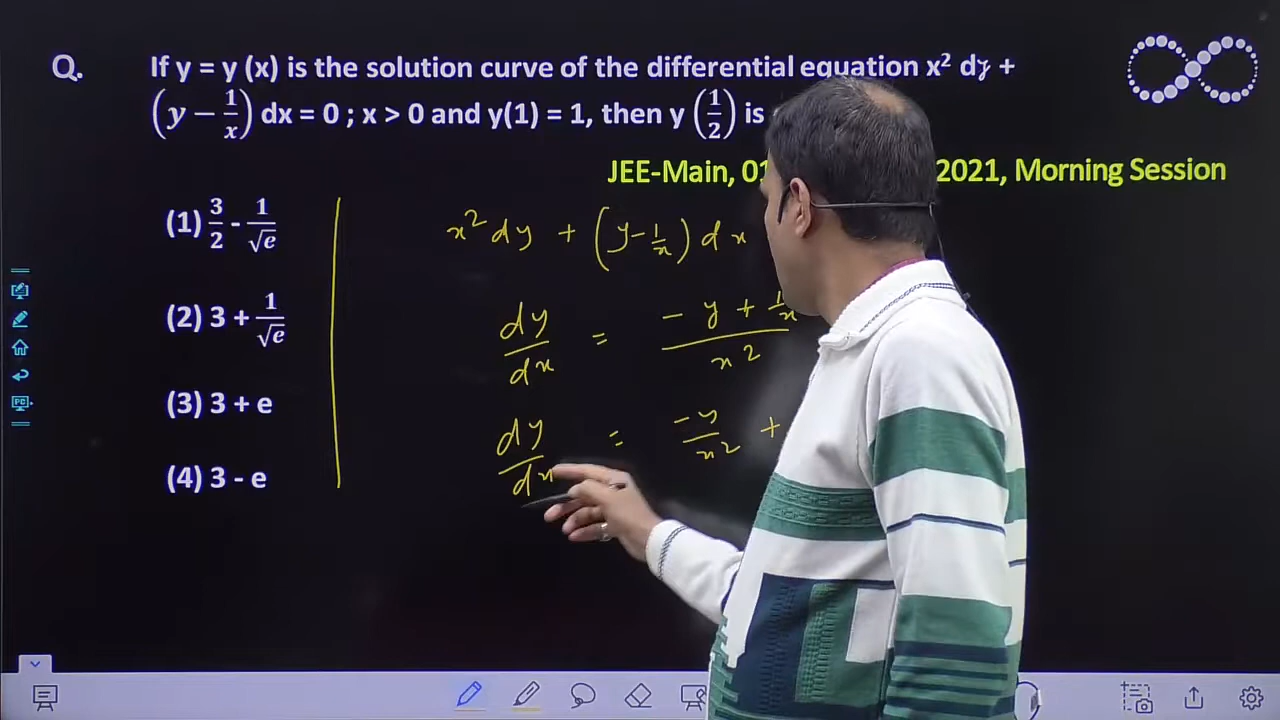 Q. If y = y (x) is the solution curve of the differential equation x² dy +
(y − 1/x) dx = 0 ; x > 0 and y(1) = 1, then y (1/2) is
JEE-Main, 2021, Morning Session
(1) 3/2 - 1/√e
(2) 3 + 1/√e
(3) 3 + e
(4) 3 - e
x² dy + (y - 1/x) dx
dy/dx = (- y + 1/x)/x²
dy/dx = -y/x² +
PC